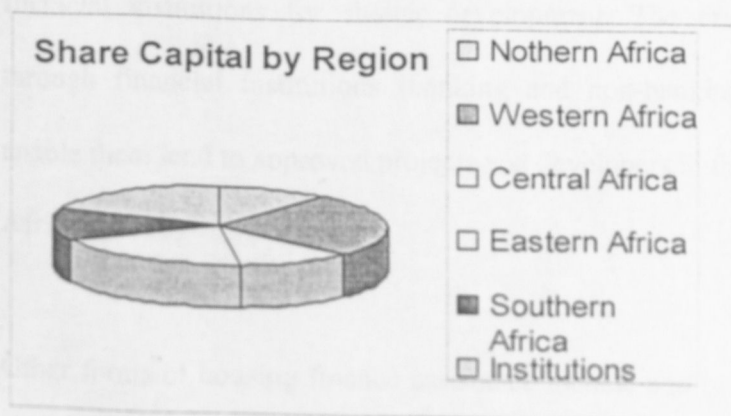 Share Capital by Region
Nothern Africa
Western Africa
Central Africa
Eastern Africa
Southern
Africa
Institutions